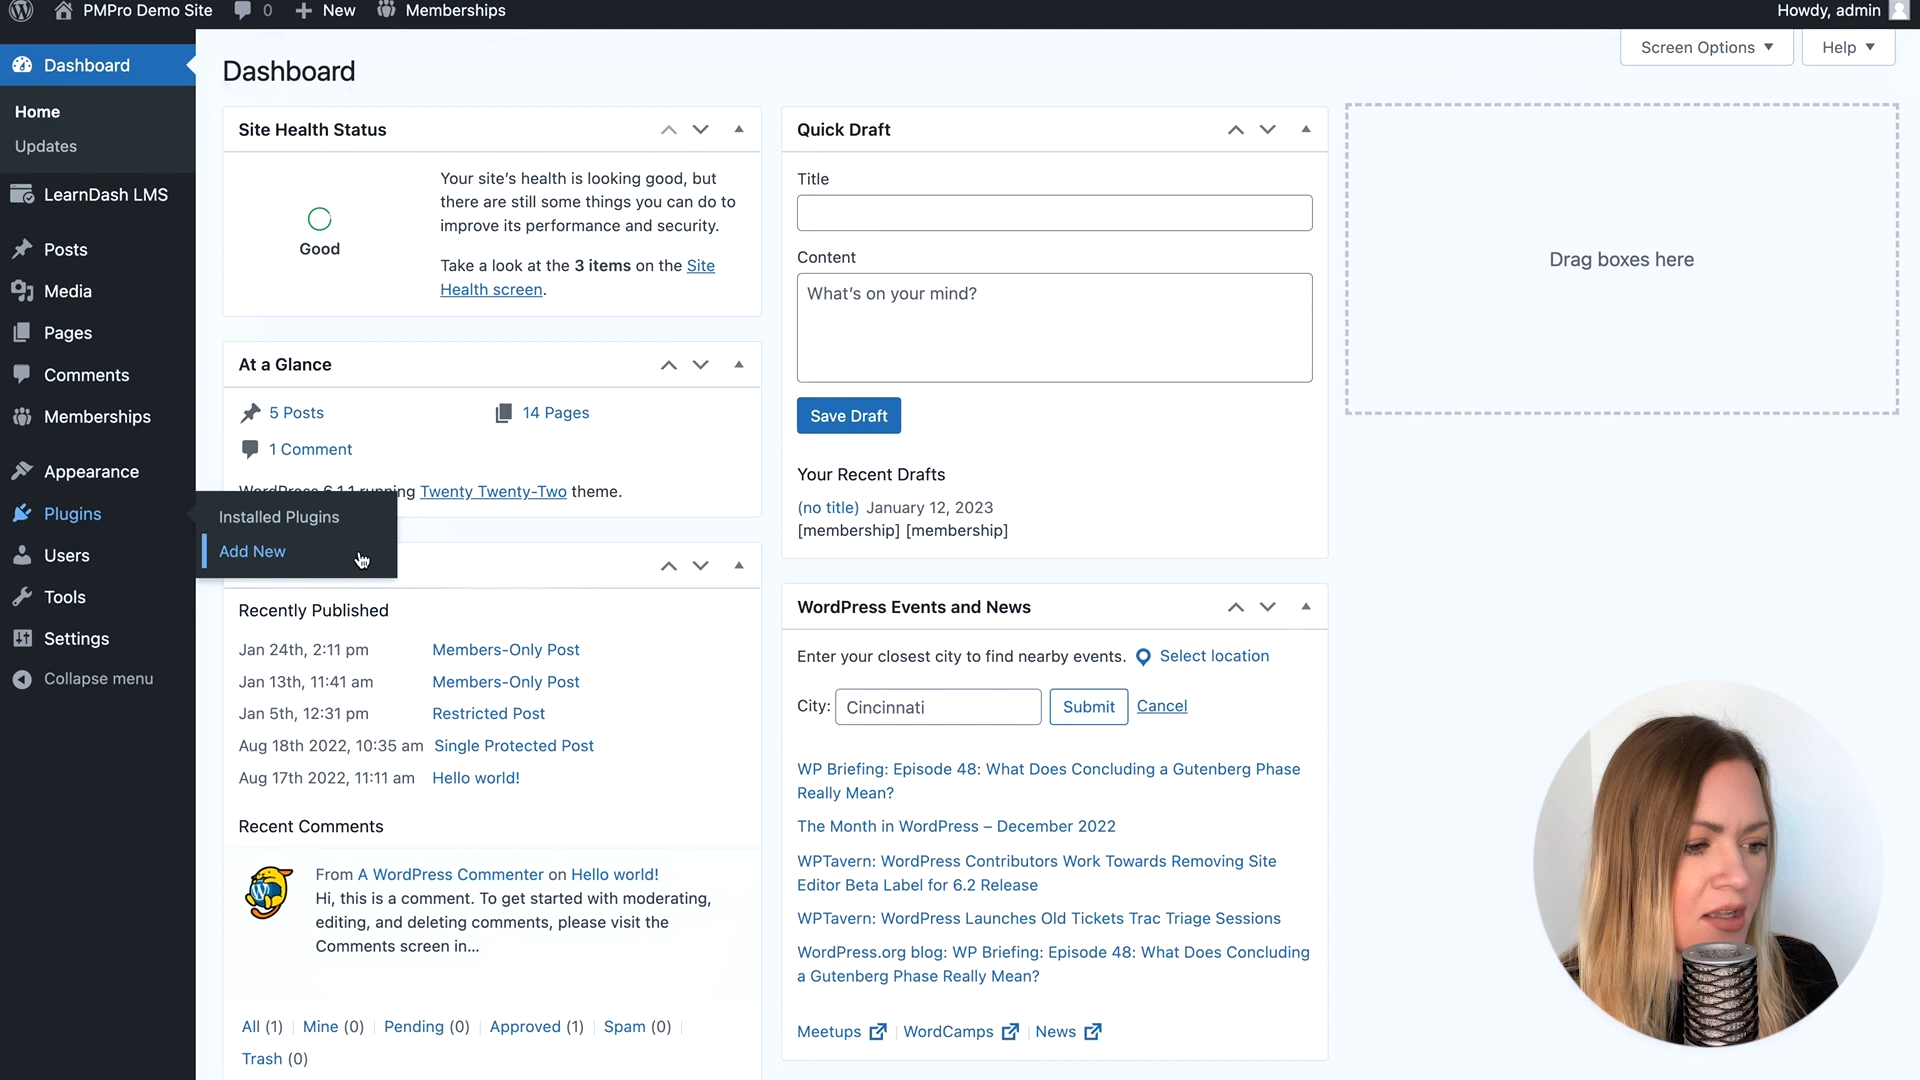 PMPro Demo Site 0 New Memberships Howdy, admin
Screen Options Help
Dashboard
Home
Updates
LearnDash LMS
Posts
Media
Pages
Comments
Memberships
Appearance
Plugins
Installed Plugins
Add New
Users
Tools
Settings
Collapse menu
Dashboard
Site Health Status
Good
Your site's health is looking good, but
there are still some things you can do to
improve its performance and security.
Take a look at the 3 items on the Site
Health screen.
At a Glance
5 Posts 14 Pages
1 Comment
WordPress 6.1.1 running Twenty Twenty-Two theme.
Recently Published
Jan 24th, 2:11 pm Members-Only Post
Jan 13th, 11:41 am Members-Only Post
Jan 5th, 12:31 pm Restricted Post
Aug 18th 2022, 10:35 am Single Protected Post
Aug 17th 2022, 11:11 am Hello world!
Recent Comments
From A WordPress Commenter on Hello world!
Hi, this is a comment. To get started with moderating,
editing, and deleting comments, please visit the
Comments screen in...
All (1) | Mine (0) | Pending (0) | Approved (1) | Spam (0) |
Trash (0)
Quick Draft
Title
Content
What's on your mind?
Save Draft
Your Recent Drafts
(no title) January 12, 2023
[membership] [membership]
WordPress Events and News
Enter your closest city to find nearby events. Select location
City: Cincinnati Submit Cancel
WP Briefing: Episode 48: What Does Concluding a Gutenberg Phase
Really Mean?
The Month in WordPress – December 2022
WPTavern: WordPress Contributors Work Towards Removing Site
Editor Beta Label for 6.2 Release
WPTavern: WordPress Launches Old Tickets Trac Triage Sessions
WordPress.org blog: WP Briefing: Episode 48: What Does Concluding
a Gutenberg Phase Really Mean?
Meetups | WordCamps | News
Drag boxes here